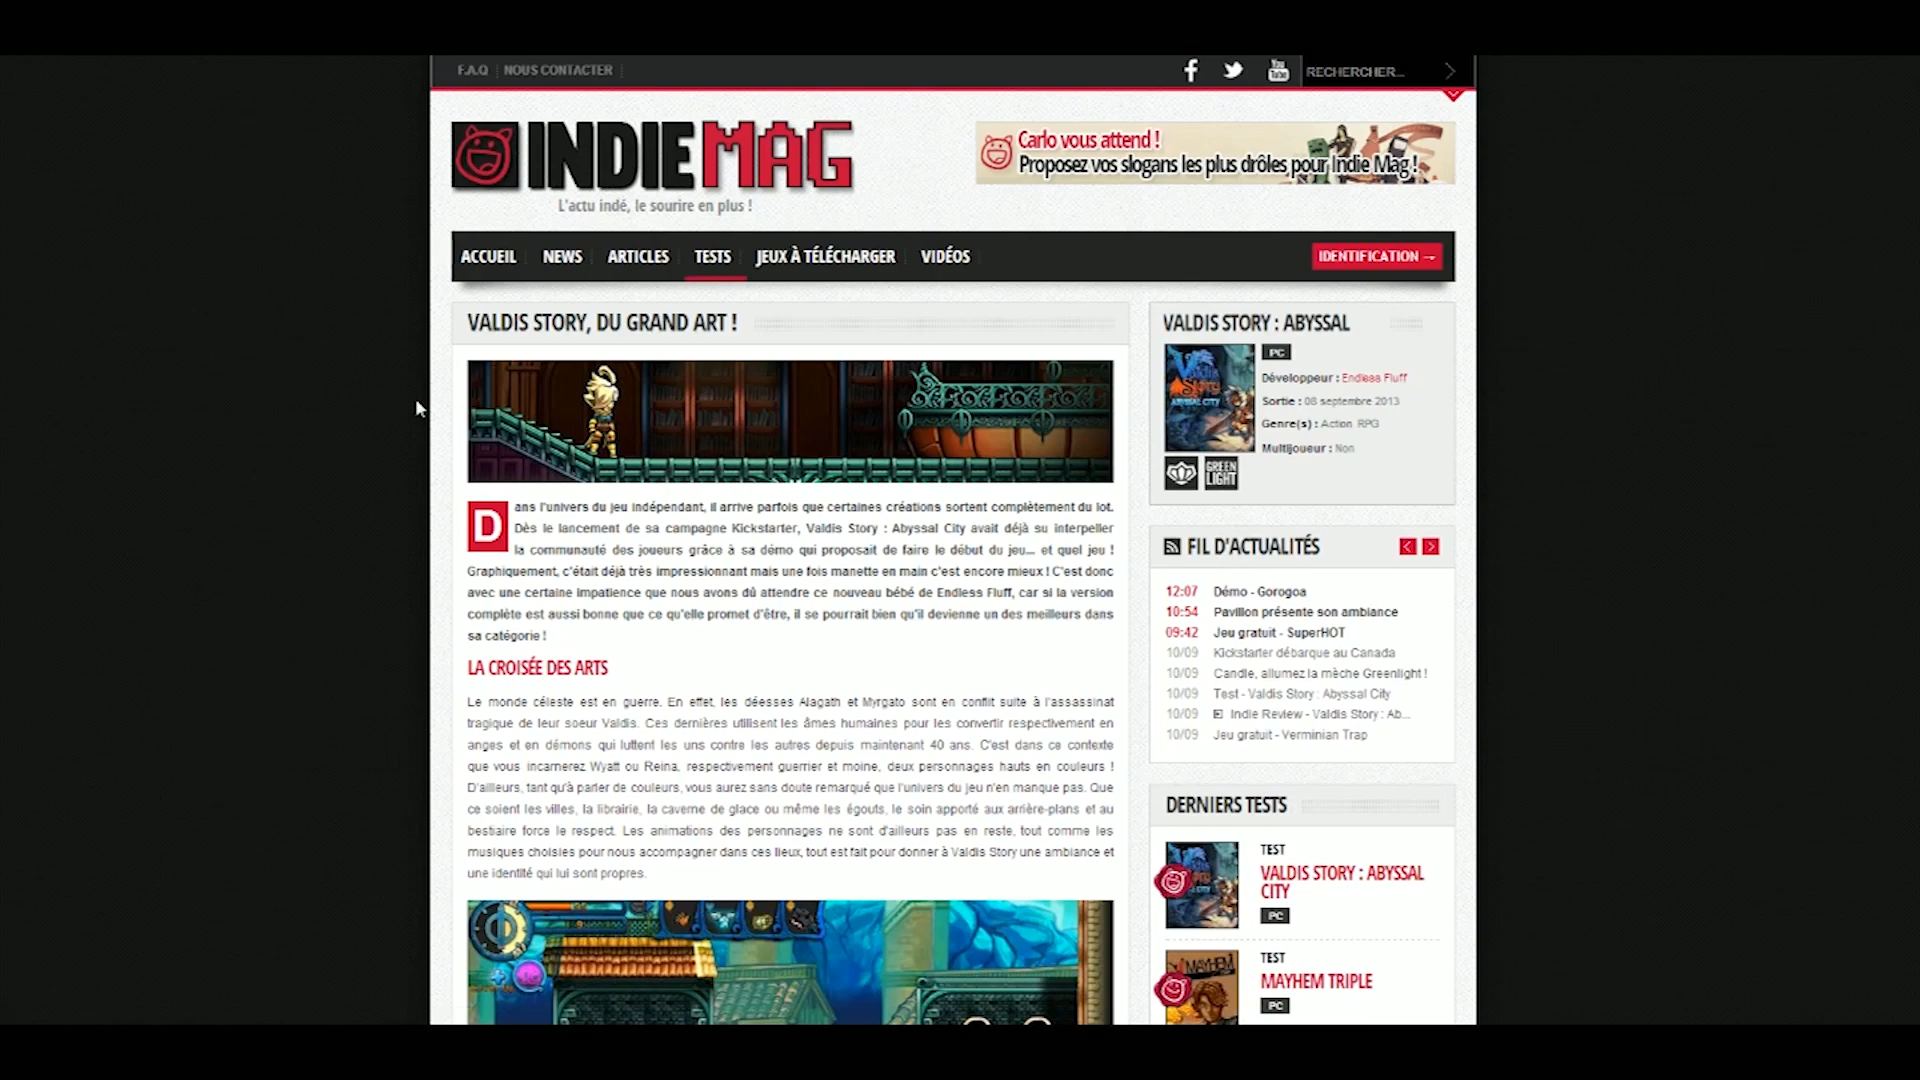 F.A.Q
NOUS CONTACTER
You
Tube
RECHERCHER...
INDIEMAG
L'actu indé, le sourire en plus !
Carlo vous attend !
Proposez vos slogans les plus drôles pour Indie Mag !
ACCUEIL
NEWS
ARTICLES
TESTS
JEUX À TÉLÉCHARGER
VIDÉOS
IDENTIFICATION →
VALDIS STORY, DU GRAND ART !
Dans l'univers du jeu indépendant, il arrive parfois que certaines créations sortent complètement du lot.
Dès le lancement de sa campagne Kickstarter, Valdis Story : Abyssal City avait déjà su interpeller
la communauté des joueurs grâce à sa démo qui proposait de faire le début du jeu... et quel jeu !
Graphiquement, c'était déjà très impressionnant mais une fois manette en main c'est encore mieux ! C'est donc
avec une certaine impatience que nous avons dû attendre ce nouveau bébé de Endless Fluff, car si la version
complète est aussi bonne que ce qu'elle promet d'être, il se pourrait bien qu'il devienne un des meilleurs dans
sa catégorie !
LA CROISÉE DES ARTS
Le monde céleste est en guerre. En effet, les déesses Alagath et Myrgato sont en conflit suite à l'assassinat
tragique de leur soeur Valdis. Ces dernières utilisent les âmes humaines pour les convertir respectivement en
anges et en démons qui luttent les uns contre les autres depuis maintenant 40 ans. C'est dans ce contexte
que vous incarnerez Wyatt ou Reina, respectivement guerrier et moine, deux personnages hauts en couleurs !
D'ailleurs, tant qu'à parler de couleurs, vous aurez sans doute remarqué que l'univers du jeu n'en manque pas. Que
ce soient les villes, la librairie, la caverne de glace ou même les égouts, le soin apporté aux arrière-plans et au
bestiaire force le respect. Les animations des personnages ne sont d'ailleurs pas en reste, tout comme les
musiques choisies pour nous accompagner dans ces lieux, tout est fait pour donner à Valdis Story une ambiance et
une identité qui lui sont propres.
VALDIS STORY : ABYSSAL
Valdis
Story
ABYSSAL CITY
PC
Développeur : Endless Fluff
Sortie : 08 septembre 2013
Genre(s) : Action RPG
Multijoueur : Non
GREEN
LIGHT
FIL D'ACTUALITÉS
12:07 Démo - Gorogoa
10:54 Pavillon présente son ambiance
09:42 Jeu gratuit - SuperHOT
10/09 Kickstarter débarque au Canada
10/09 Candle, allumez la mèche Greenlight !
10/09 Test - Valdis Story : Abyssal City
10/09 Indie Review - Valdis Story : Ab...
10/09 Jeu gratuit - Verminian Trap
DERNIERS TESTS
TEST
VALDIS STORY : ABYSSAL
CITY
PC
TEST
MAYHEM TRIPLE
PC
MAYHEM